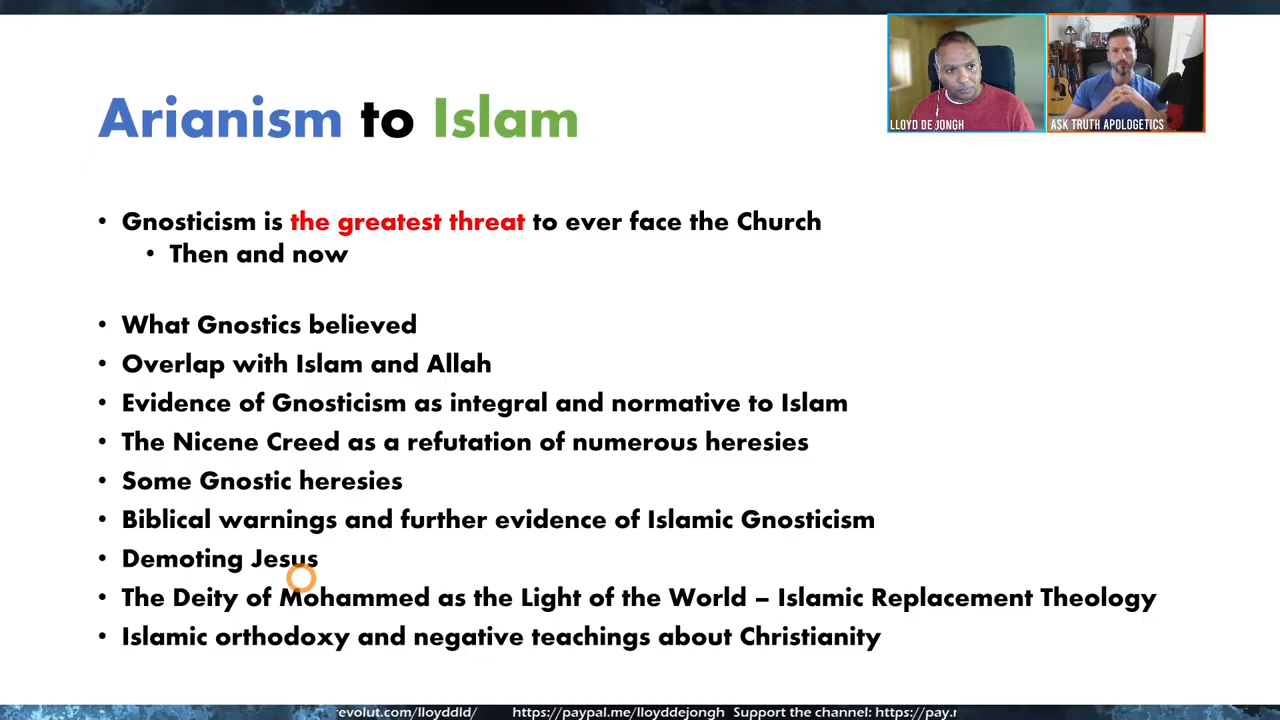 LLOYD DE JONGH
ASK TRUTH APOLOGETICS
Arianism to Islam
• Gnosticism is the greatest threat to ever face the Church
• Then and now
• What Gnostics believed
• Overlap with Islam and Allah
• Evidence of Gnosticism as integral and normative to Islam
• The Nicene Creed as a refutation of numerous heresies
• Some Gnostic heresies
• Biblical warnings and further evidence of Islamic Gnosticism
• Demoting Jesus
• The Deity of Mohammed as the Light of the World – Islamic Replacement Theology
• Islamic orthodoxy and negative teachings about Christianity
revolut.com/lloyddld/ https://paypal.me/lloyddejongh Support the channel: https://pay.